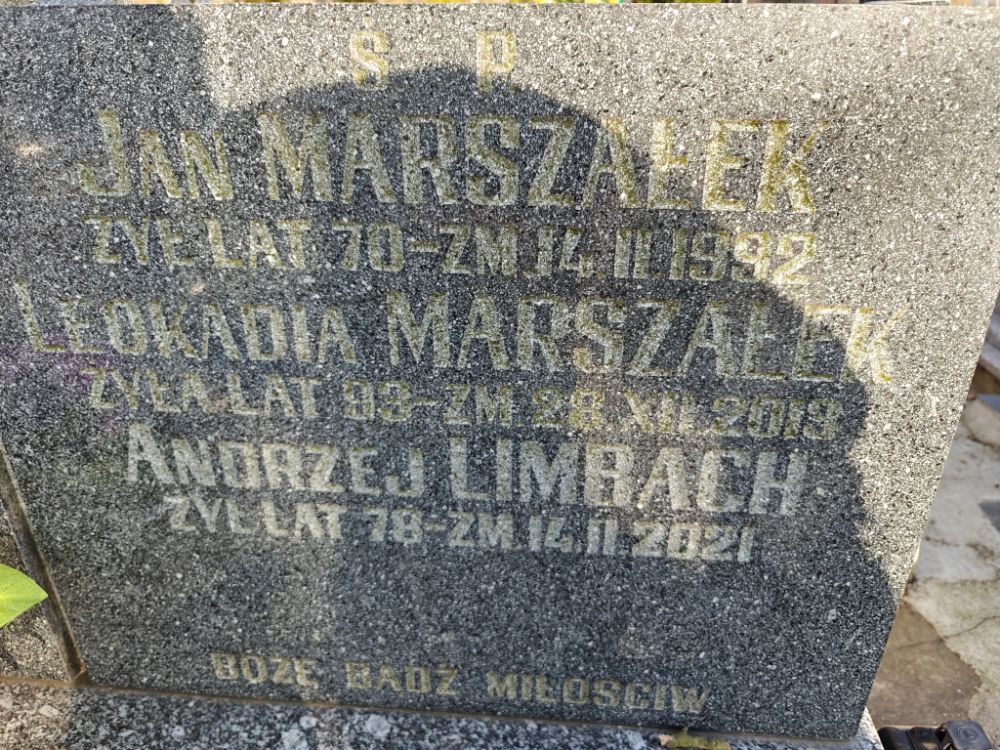 Ś. P.
JAN MARSZAŁEK
ŻYŁ LAT 70-ZM.14.II.1992
LEOKADIA MARSZAŁEK
ŻYŁA LAT 93-ZM 28.XII.2013
ANDRZEJ LIMBACH
ŻYŁ LAT 78-ZM.14.II.2021
BOŻE BĄDŹ MIŁOŚCIW